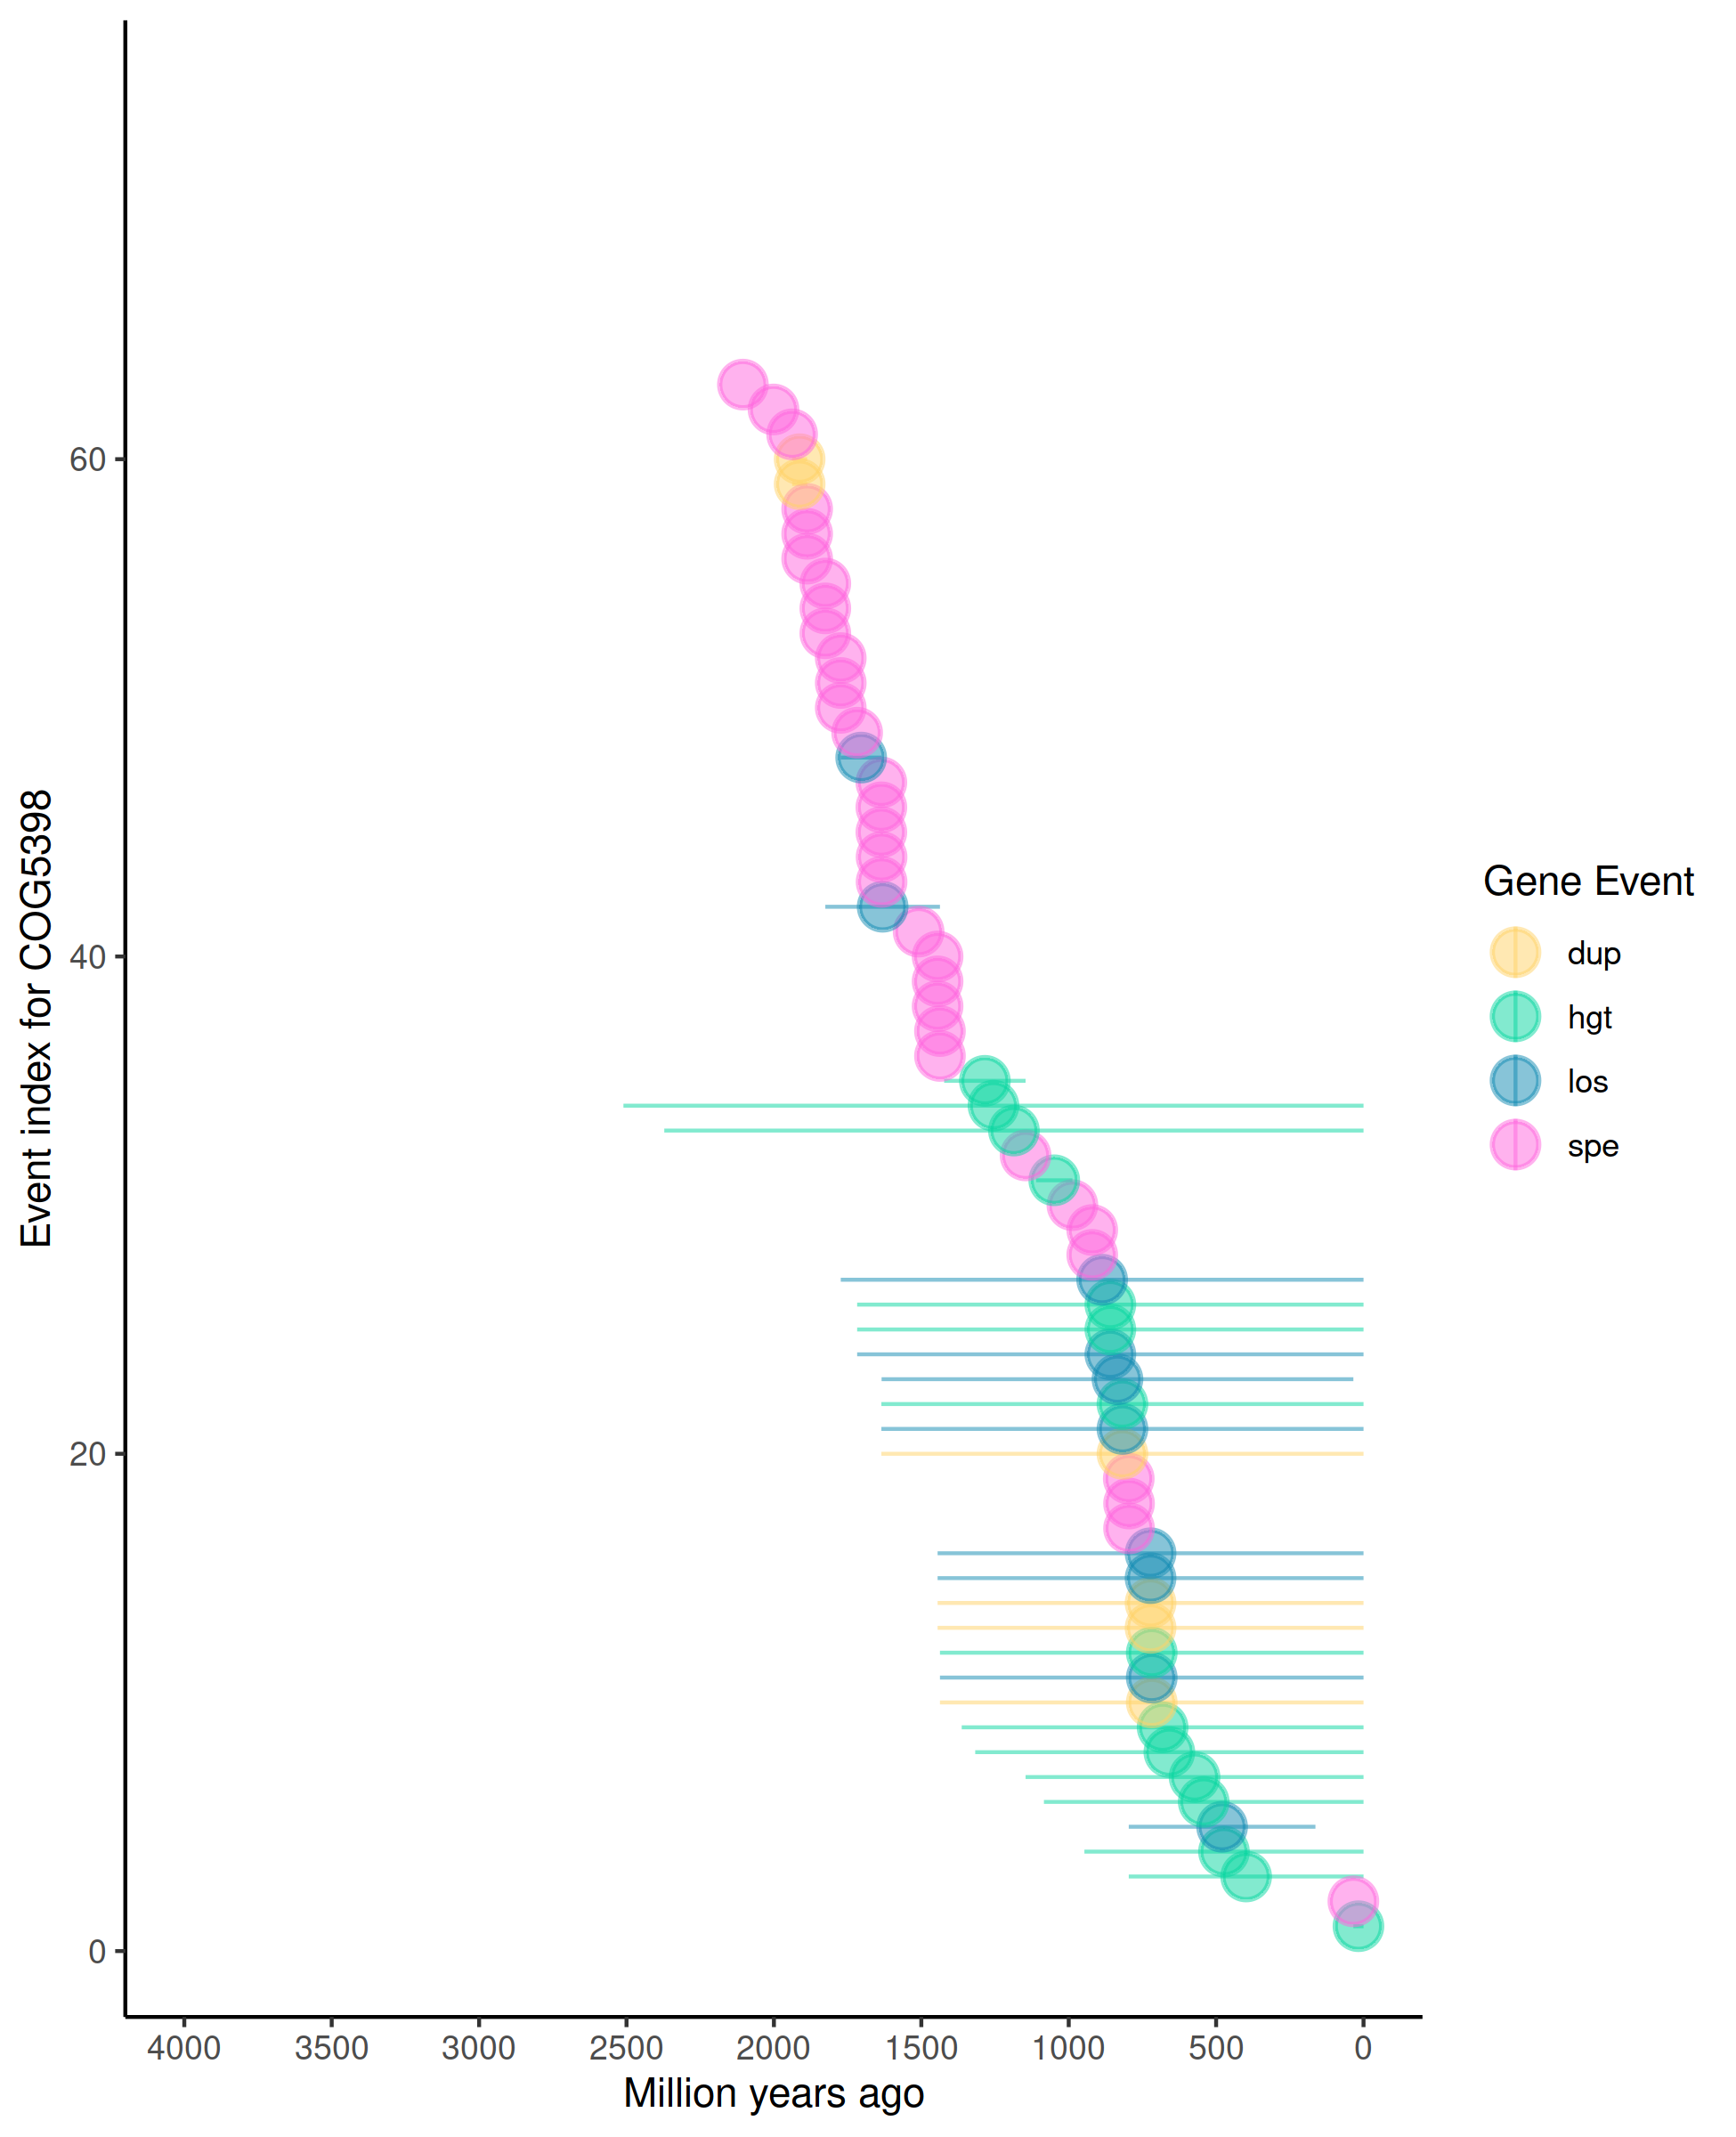 Event index for COG5398
60
40
20
0
4000 3500 3000 2500 2000 1500 1000 500 0
Million years ago
Gene Event
dup
hgt
los
spe